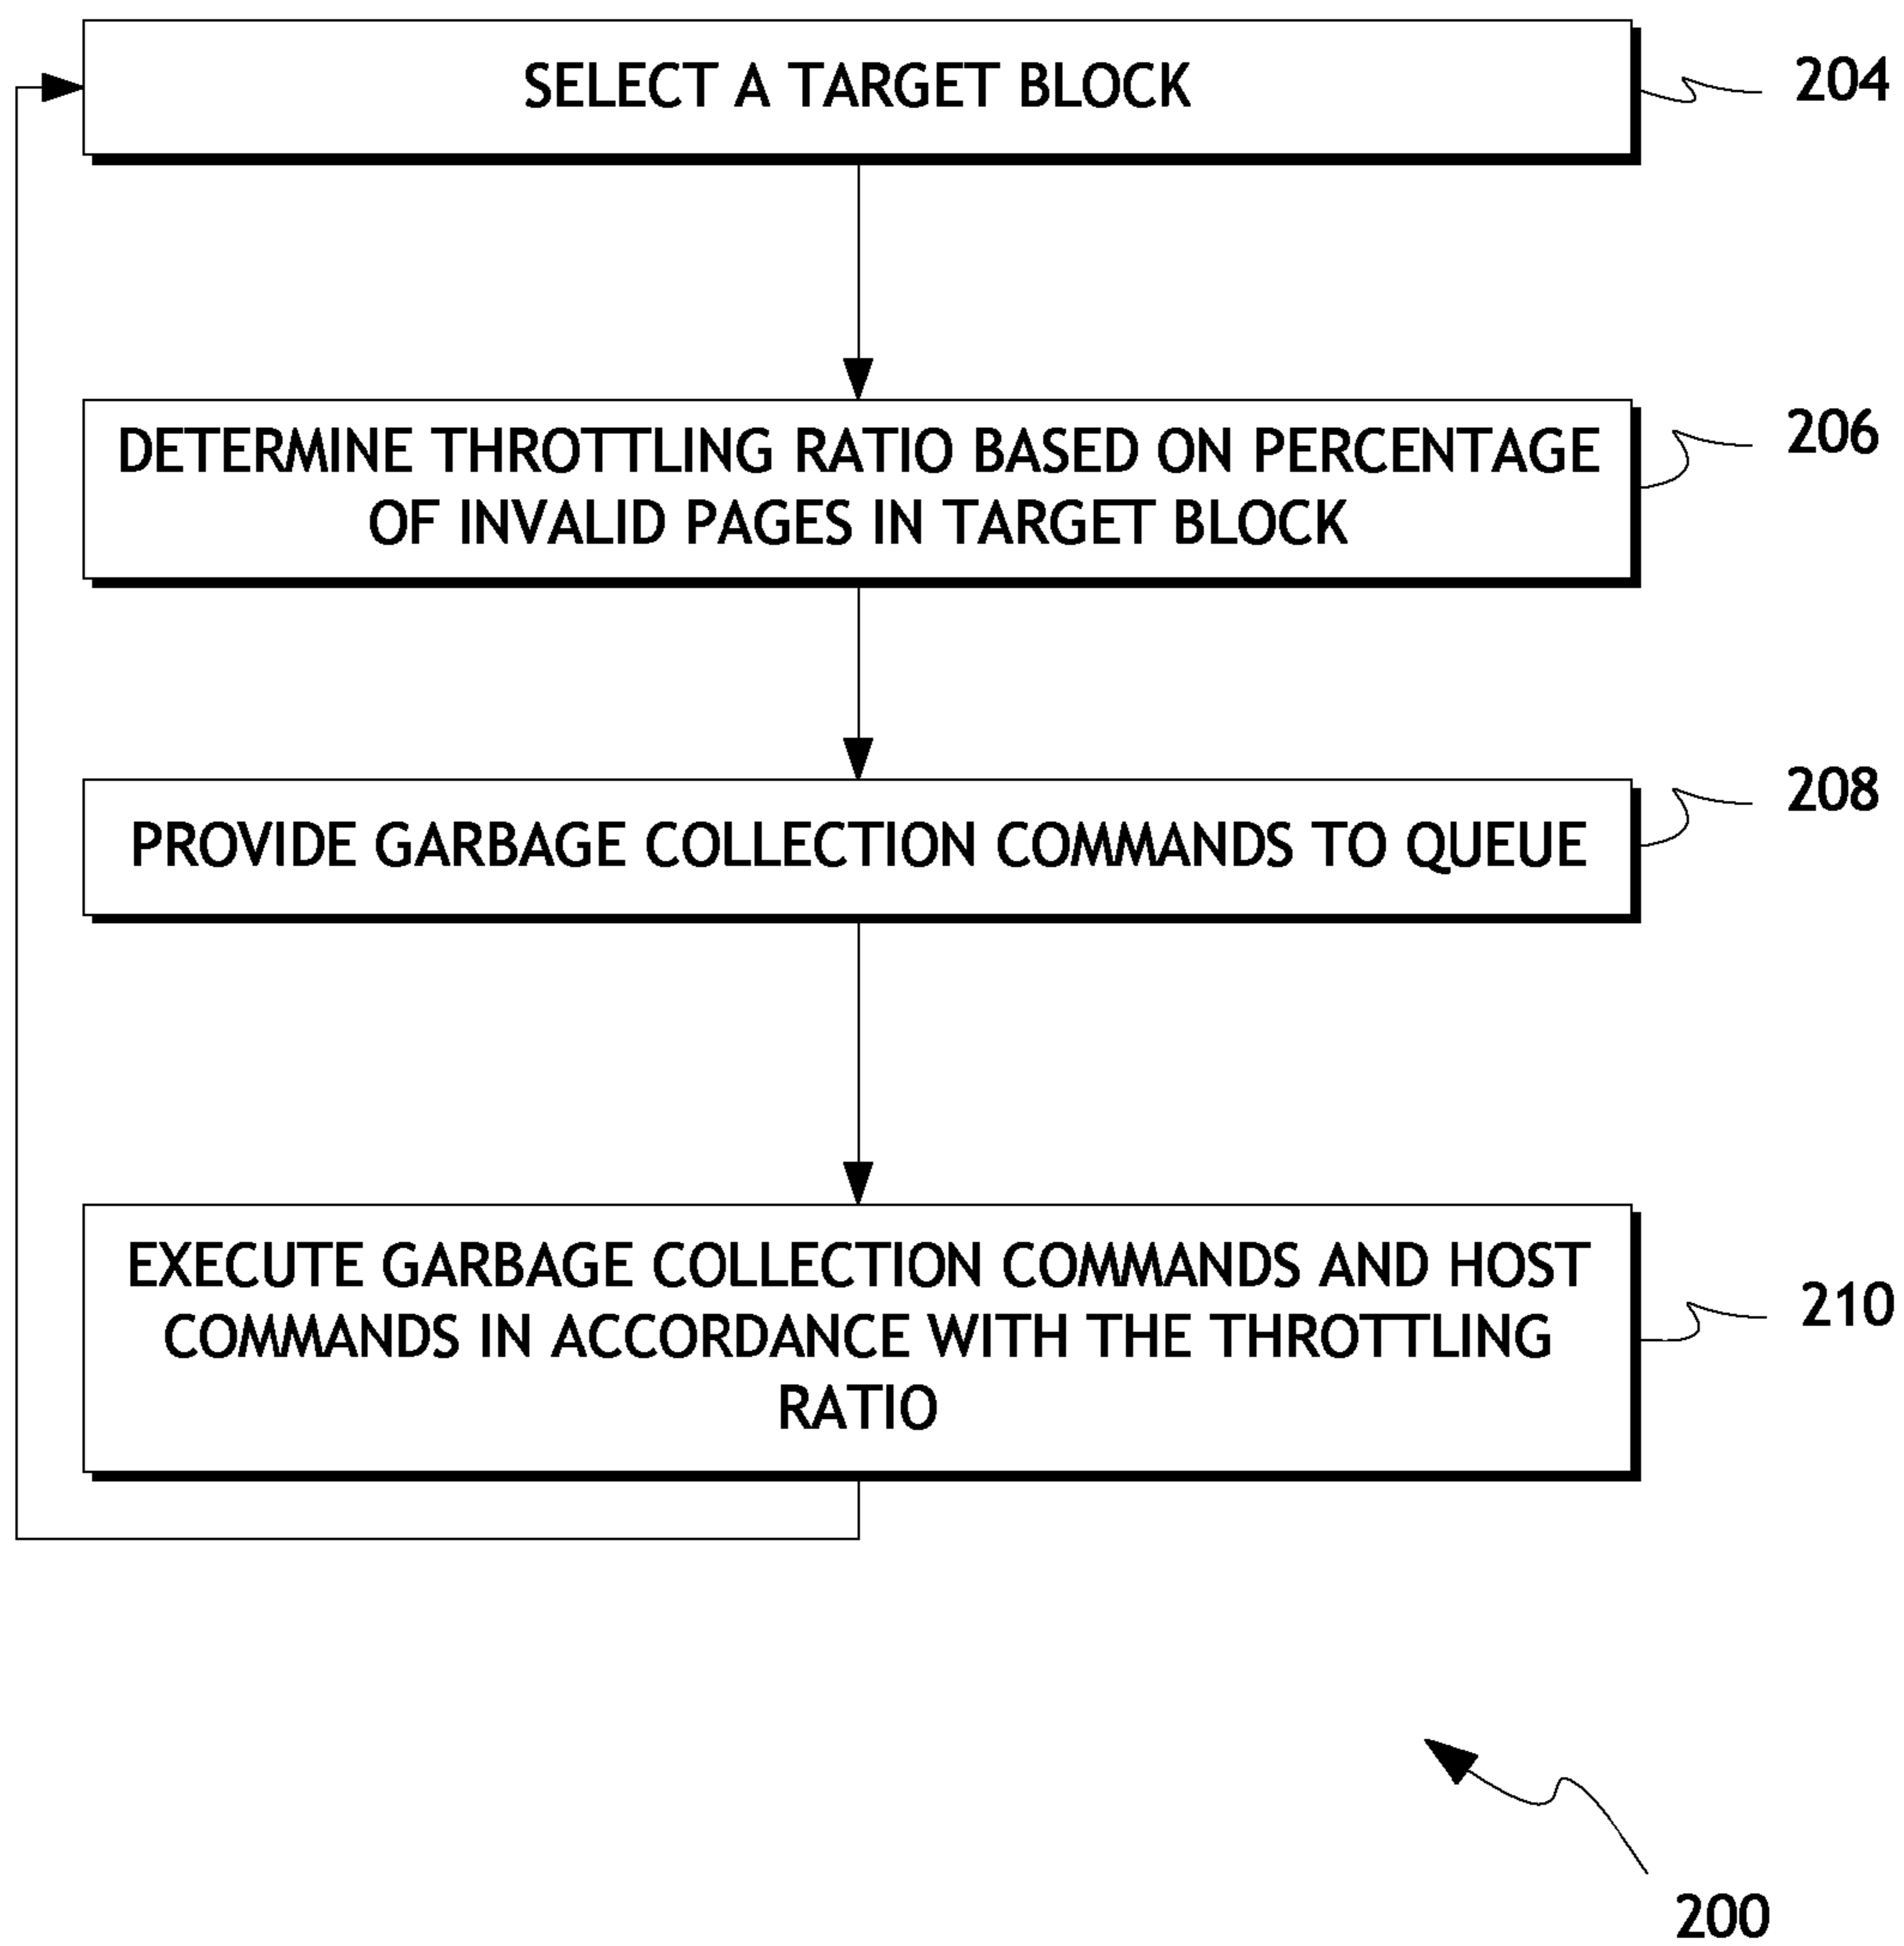 SELECT A TARGET BLOCK
204
DETERMINE THROTTLING RATIO BASED ON PERCENTAGE
OF INVALID PAGES IN TARGET BLOCK
206
PROVIDE GARBAGE COLLECTION COMMANDS TO QUEUE
208
EXECUTE GARBAGE COLLECTION COMMANDS AND HOST
COMMANDS IN ACCORDANCE WITH THE THROTTLING
RATIO
210
200